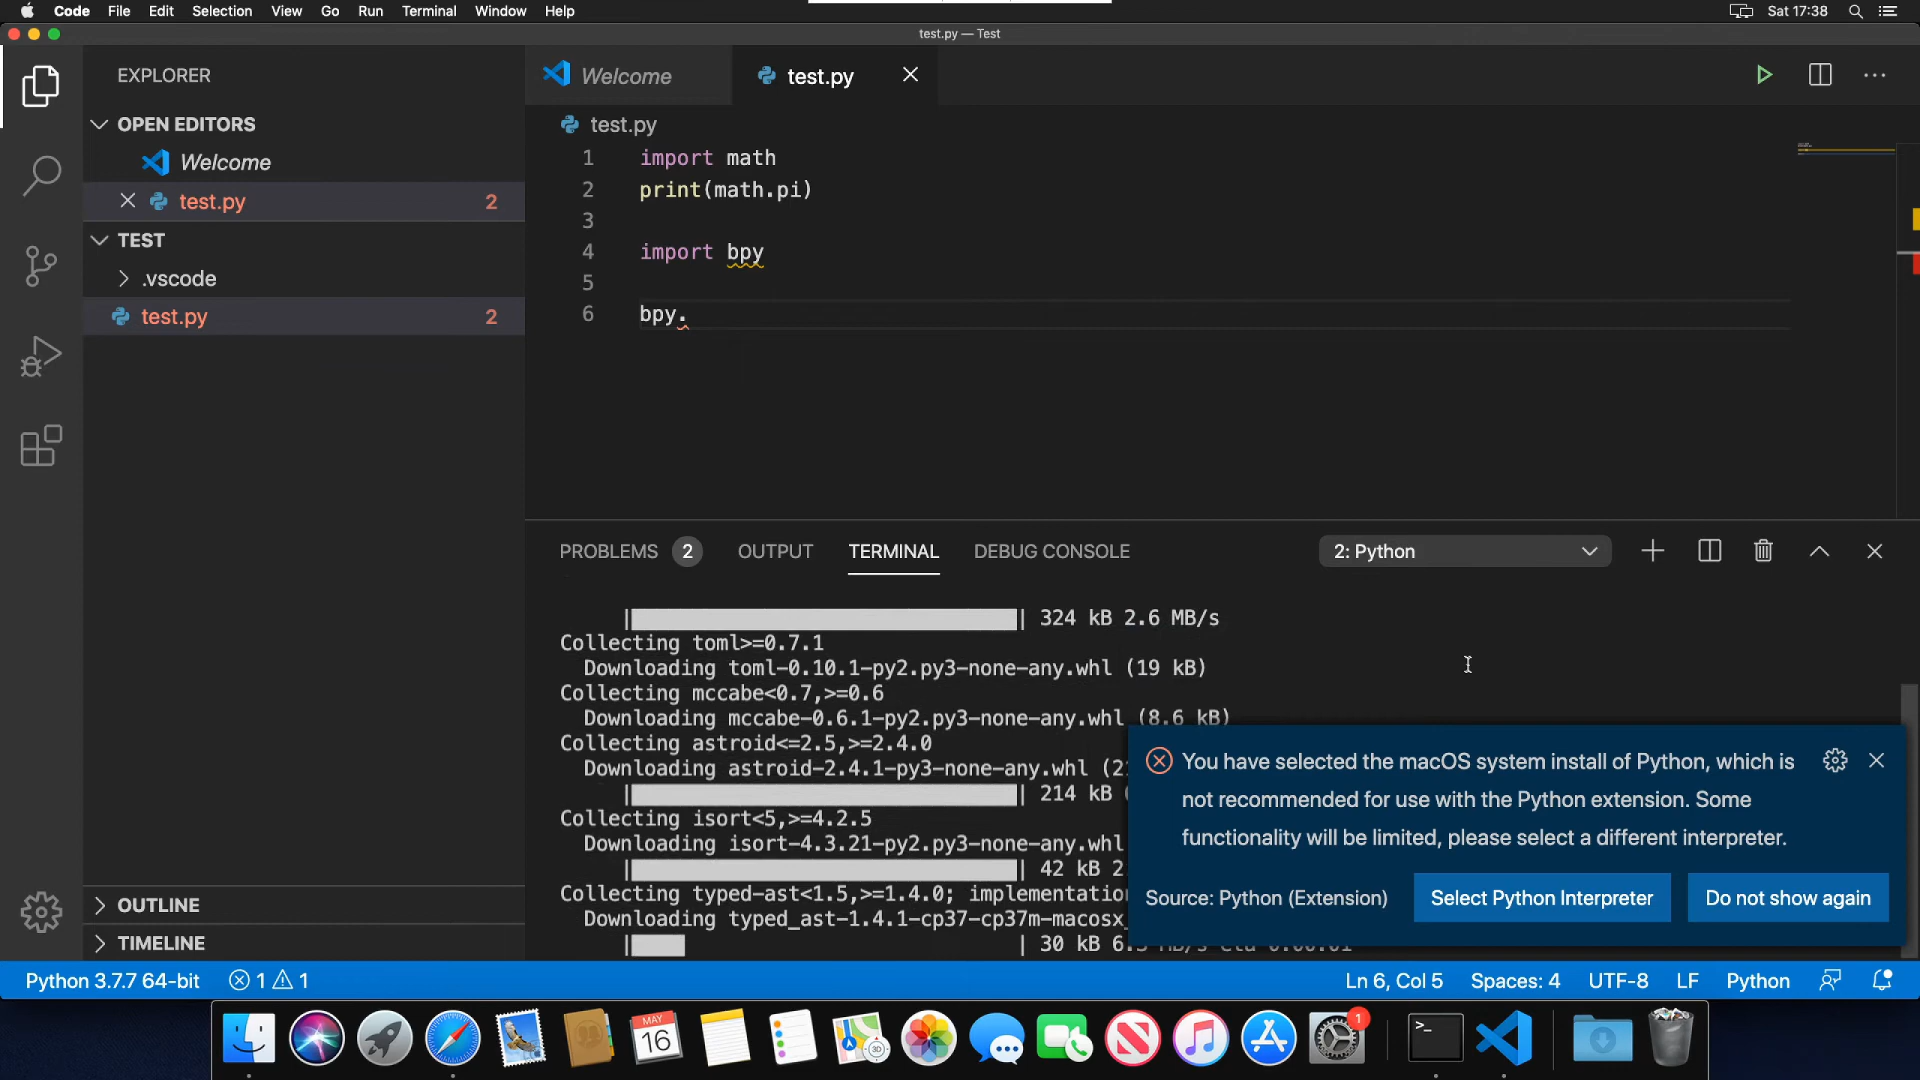 Code File Edit Selection View Go Run Terminal Window Help Sat 17:38
test.py — Test
EXPLORER
OPEN EDITORS
Welcome
test.py 2
TEST
.vscode
test.py 2
OUTLINE
TIMELINE
Welcome test.py
test.py
1 import math
2 print(math.pi)
3
4 import bpy
5
6 bpy.
PROBLEMS 2 OUTPUT TERMINAL DEBUG CONSOLE 2: Python
| 324 kB 2.6 MB/s
Collecting toml>=0.7.1
Downloading toml-0.10.1-py2.py3-none-any.whl (19 kB)
Collecting mccabe<0.7,>=0.6
Downloading mccabe-0.6.1-py2.py3-none-any.whl (8.6 kB)
Collecting astroid<=2.5,>=2.4.0
Downloading astroid-2.4.1-py3-none-any.whl (21
| 214 kB
Collecting isort<5,>=4.2.5
Downloading isort-4.3.21-py2.py3-none-any.whl
| 42 kB 2
Collecting typed-ast<1.5,>=1.4.0; implementatio
Downloading typed_ast-1.4.1-cp37-cp37m-macosx_
| 30 kB 6.
You have selected the macOS system install of Python, which is
not recommended for use with the Python extension. Some
functionality will be limited, please select a different interpreter.
Source: Python (Extension) Select Python Interpreter Do not show again
Python 3.7.7 64-bit 1 1 Ln 6, Col 5 Spaces: 4 UTF-8 LF Python
MAY
16
3D
1
>_